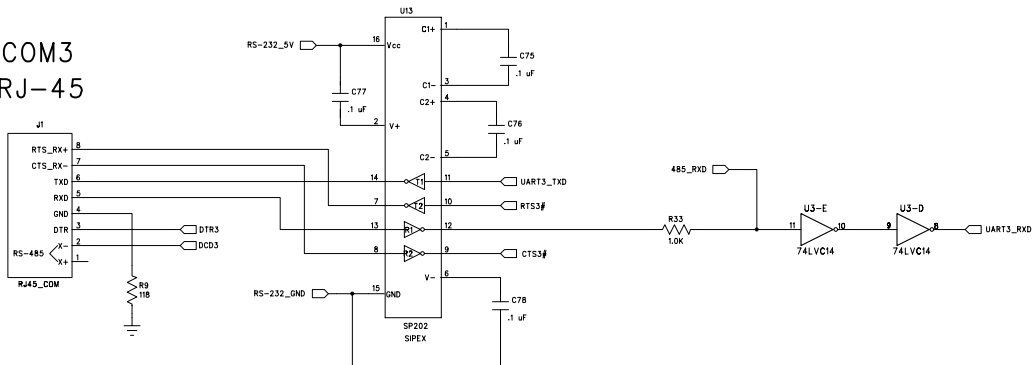 COM3
RJ-45
J1
RTS_RX+ 8
CTS_RX- 7
TXD 6
RXD 5
GND 4
DTR 3
X- 2
X+ 1
RS-485
RJ45_COM
DTR3
DCD3
R9
118
RS-232_5V
C77
.1 uF
RS-232_GND
U13
16 Vcc
2 V+
14 T1 11
7 T2 10
13 R1 12
8 R2 9
15 GND
C1+ 1
C1- 3
C2+ 4
C2- 5
V- 6
SP202
SIPEX
C75
.1 uF
C76
.1 uF
C78
.1 uF
UART3_TXD
RTS3#
CTS3#
485_RXD
R33
1.0K
U3-E
11 10
74LVC14
U3-D
9 8
74LVC14
UART3_RXD